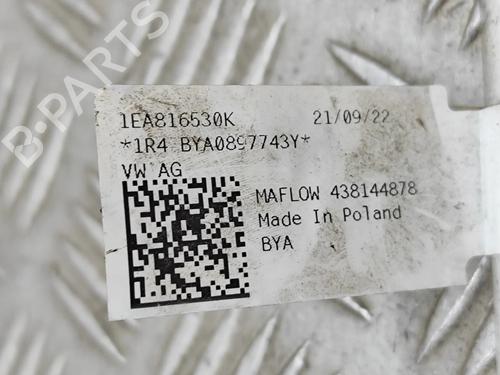 B-PARTS
1EA816530K 21/09/22
*1R4 BYA0897743Y*
VW AG
MAFLOW 438144878
Made In Poland
BYA